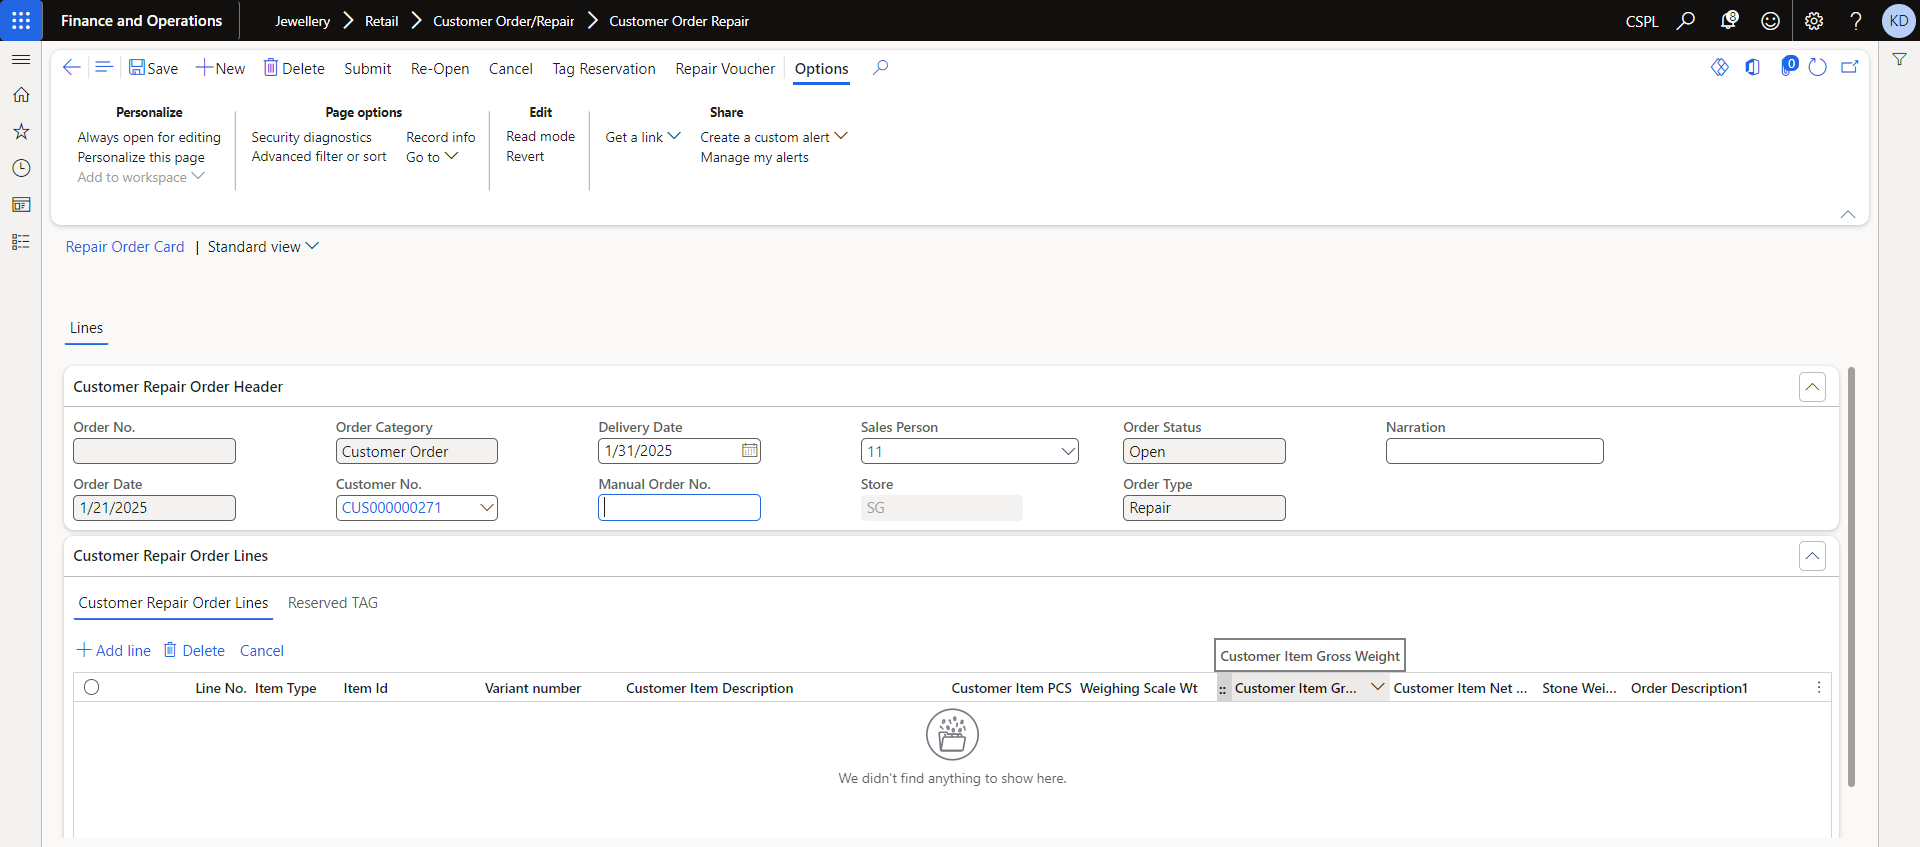 Finance and Operations
Jewellery Retail Customer Order/Repair Customer Order Repair
CSPL 8 ? KD
Save New Delete Submit Re-Open Cancel Tag Reservation Repair Voucher Options 0
Personalize Page options Edit Share
Always open for editing Security diagnostics Record info Read mode Get a link Create a custom alert
Personalize this page Advanced filter or sort Go to Revert Manage my alerts
Add to workspace
Repair Order Card | Standard view
Lines
Customer Repair Order Header
Order No. Order Category Delivery Date Sales Person Order Status Narration
Customer Order 1/31/2025 11 Open
Order Date Customer No. Manual Order No. Store Order Type
1/21/2025 CUS000000271 SG Repair
Customer Repair Order Lines
Customer Repair Order Lines Reserved TAG
Add line Delete Cancel
Customer Item Gross Weight
Line No. Item Type Item Id Variant number Customer Item Description Customer Item PCS Weighing Scale Wt Customer Item Gr... Customer Item Net ... Stone Wei... Order Description1
We didn't find anything to show here.